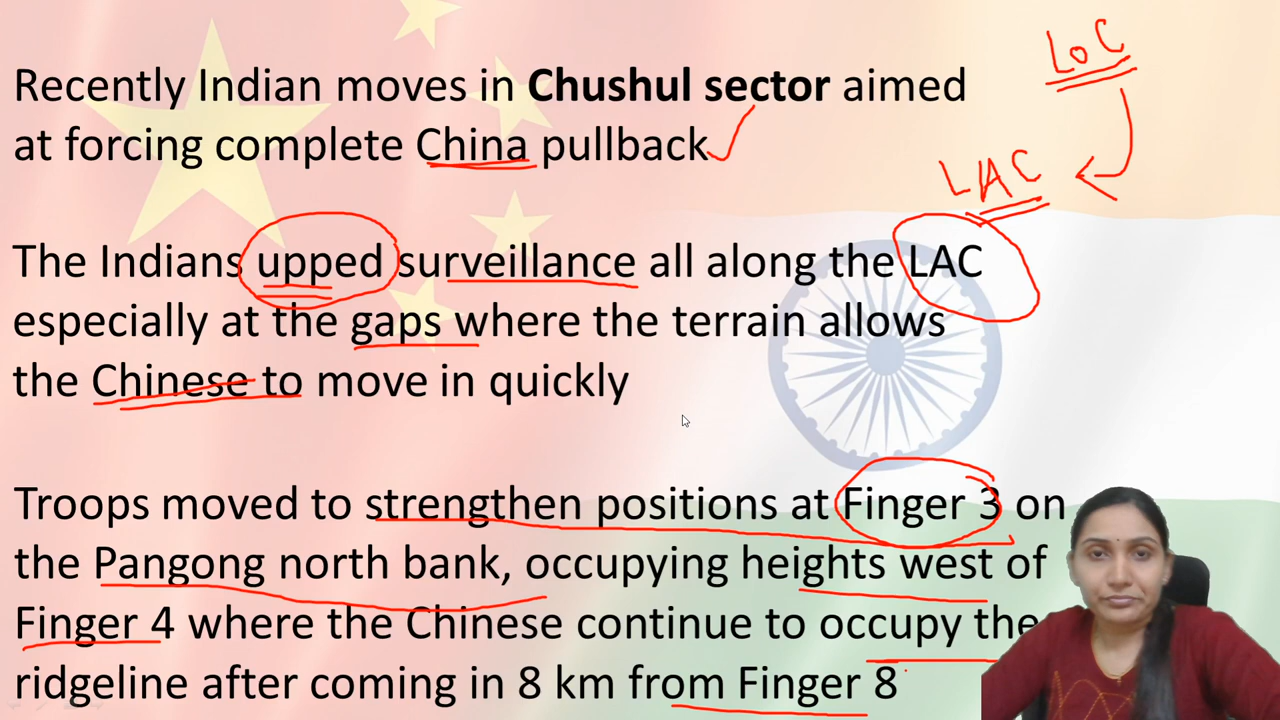 Recently Indian moves in Chushul sector aimed
at forcing complete China pullback
LoC
LAC
The Indians upped surveillance all along the LAC
especially at the gaps where the terrain allows
the Chinese to move in quickly
Troops moved to strengthen positions at Finger 3 on
the Pangong north bank, occupying heights west of
Finger 4 where the Chinese continue to occupy the
ridgeline after coming in 8 km from Finger 8